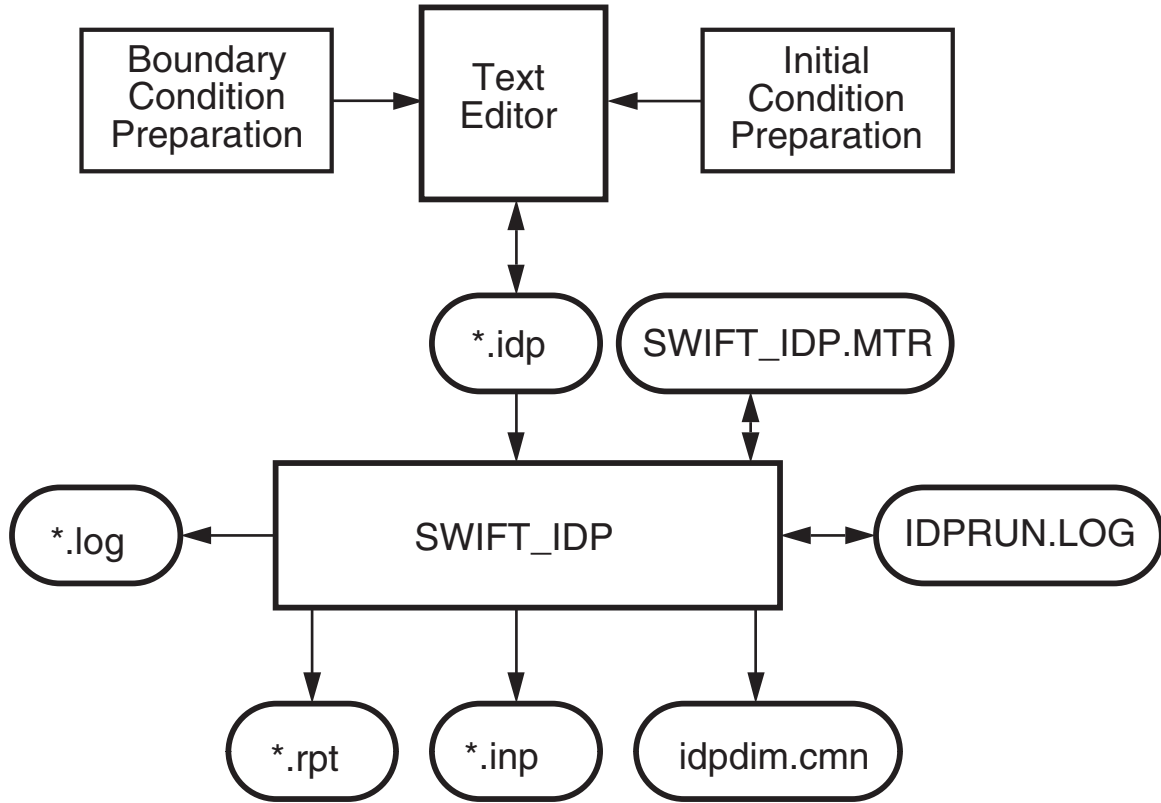 Boundary
Condition
Preparation
Text
Editor
Initial
Condition
Preparation
*.idp
SWIFT_IDP.MTR
*.log
SWIFT_IDP
IDPRUN.LOG
*.rpt
*.inp
idpdim.cmn